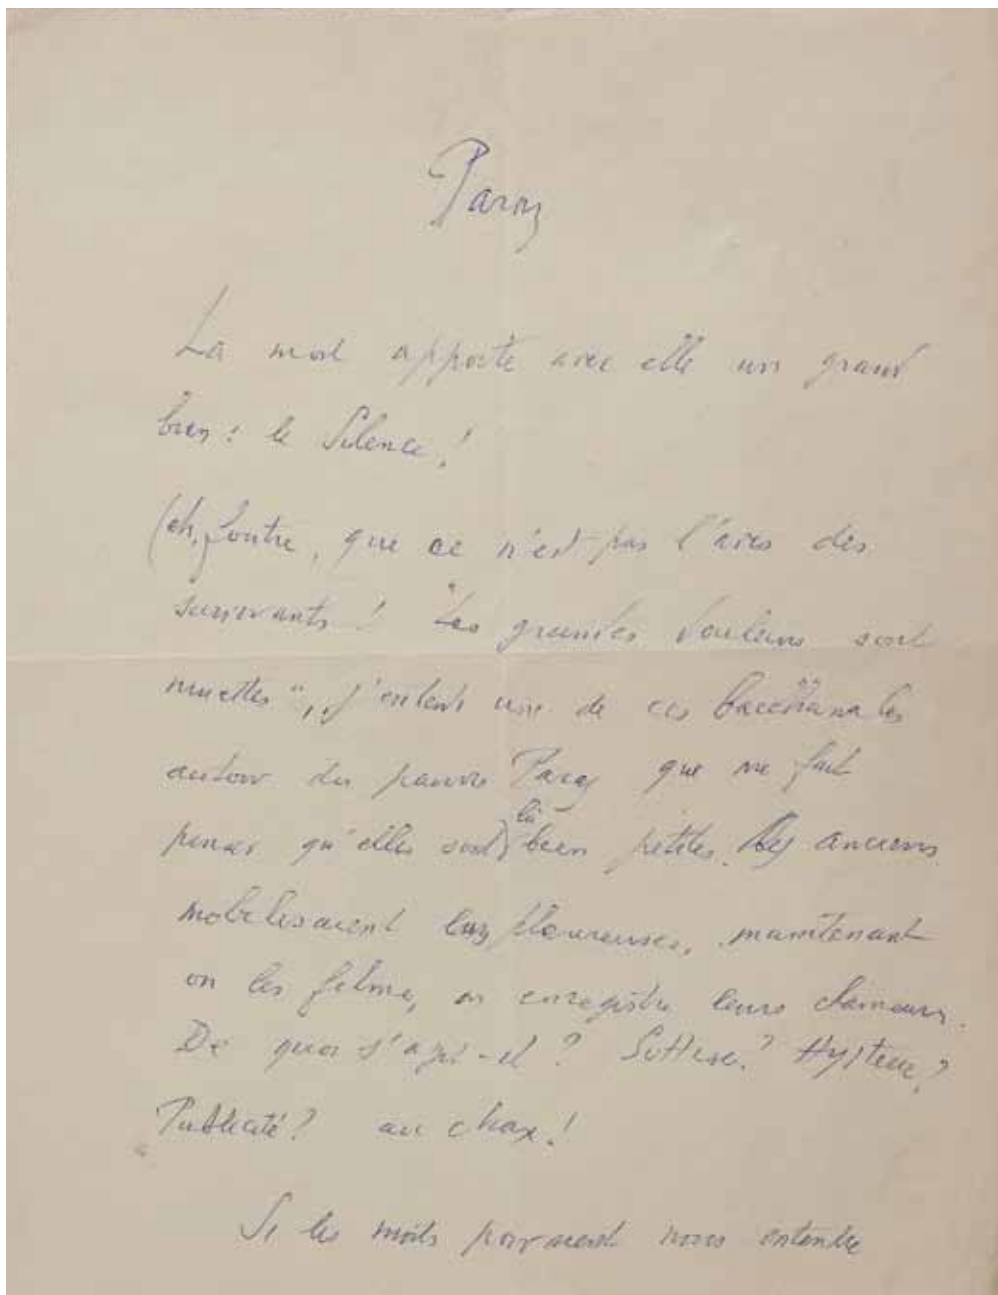 Paraz
La mort apporte avec elle un grand
bien : le Silence !
(eh, foutre, que ce n'est pas l'avis des
survivants ! "Les grandes douleurs sont
muettes", j'entends une de ces bacchanales
autour du pauvre Paraz que me fait
penser qu'elles sont) là bien petites. Les anciens
mobilisaient les pleureuses, maintenant
on les filme, on enregistre leurs clameurs.
De quoi s'agit-il ? Sottise ? Hystérie ?
Publicité ? au choix !
Si les morts pouvaient nous entendre